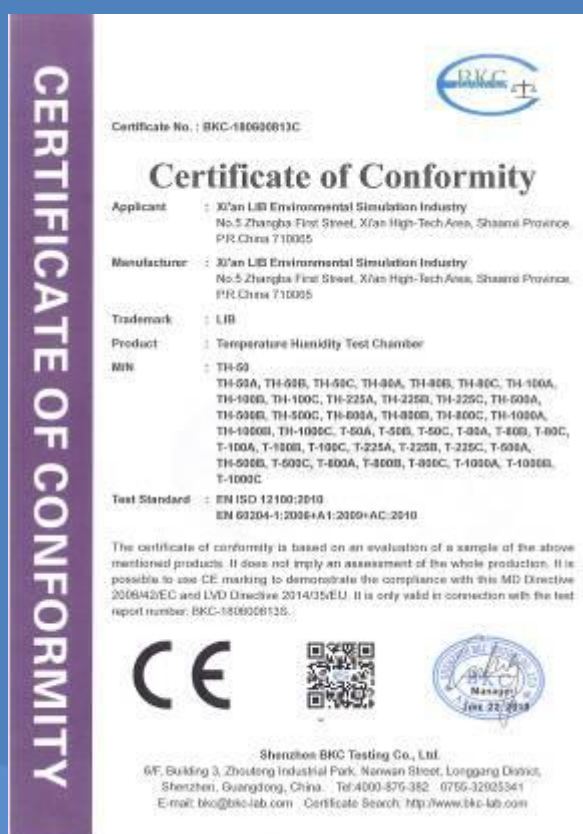 CERTIFICATE OF CONFORMITY
BKC
Certificate No. : BKC-180600813C
Certificate of Conformity
Applicant : Xi'an LIB Environmental Simulation Industry
No.5 Zhangba First Street, Xi'an High-Tech Area, Shaanxi Province,
P.R.China 710065
Manufacturer : Xi'an LIB Environmental Simulation Industry
No.5 Zhangba First Street, Xi'an High-Tech Area, Shaanxi Province,
P.R.China 710065
Trademark : LIB
Product : Temperature Humidity Test Chamber
M/N : TH-50
TH-50A, TH-50B, TH-50C, TH-80A, TH-80B, TH-80C, TH-100A,
TH-100B, TH-100C, TH-225A, TH-225B, TH-225C, TH-500A,
TH-500B, TH-500C, TH-800A, TH-800B, TH-800C, TH-1000A,
TH-1000B, TH-1000C, T-50A, T-50B, T-50C, T-80A, T-80B, T-80C,
T-100A, T-100B, T-100C, T-225A, T-225B, T-225C, T-500A,
TH-500B, T-500C, T-800A, T-800B, T-800C, T-1000A, T-1000B,
T-1000C
Test Standard : EN ISO 12100:2010
EN 60204-1:2006+A1:2009+AC:2010
The certificate of conformity is based on an evaluation of a sample of the above
mentioned products. It does not imply an assessment of the whole production. It is
possible to use CE marking to demonstrate the compliance with this MD Directive
2006/42/EC and LVD Directive 2014/35/EU. It is only valid in connection with the test
report number: BKC-180600813S.
CE
BKC
Manager
Jun. 22, 2018
Shenzhen BKC Testing Co., Ltd.
6/F, Building 3, Zhoutong Industrial Park, Nanwan Street, Longgang District,
Shenzhen, Guangdong, China. Tel:4000-875-382 0755-32925341
E-mail: bkc@bkc-lab.com Certificate Search: http://www.bkc-lab.com